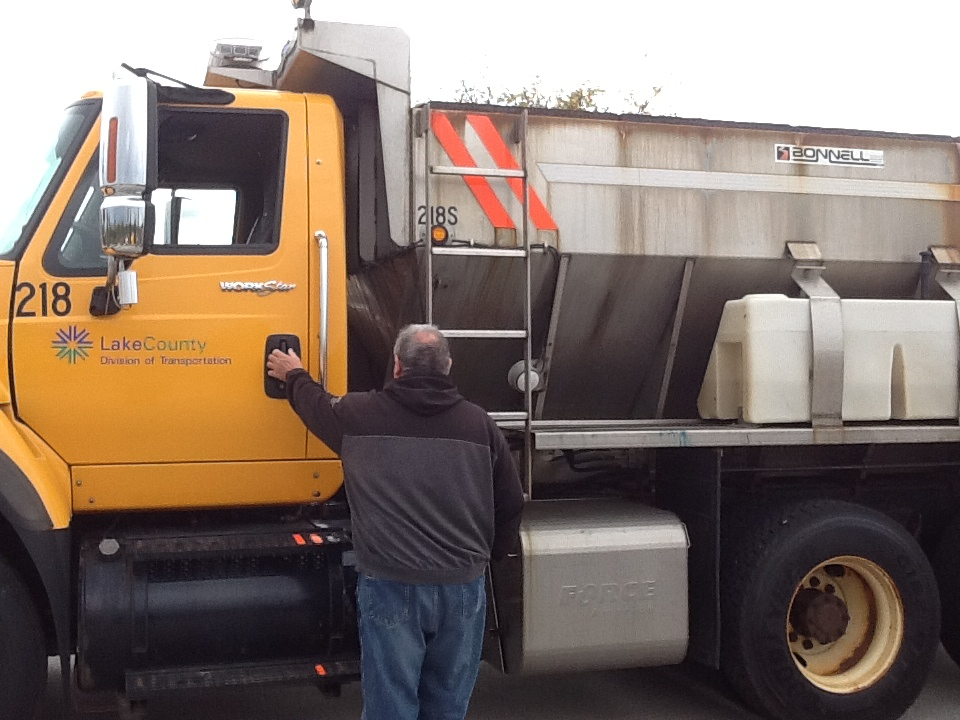 BONNELL
218S
WORKStar
218
LakeCounty
Division of Transportation
FORCE